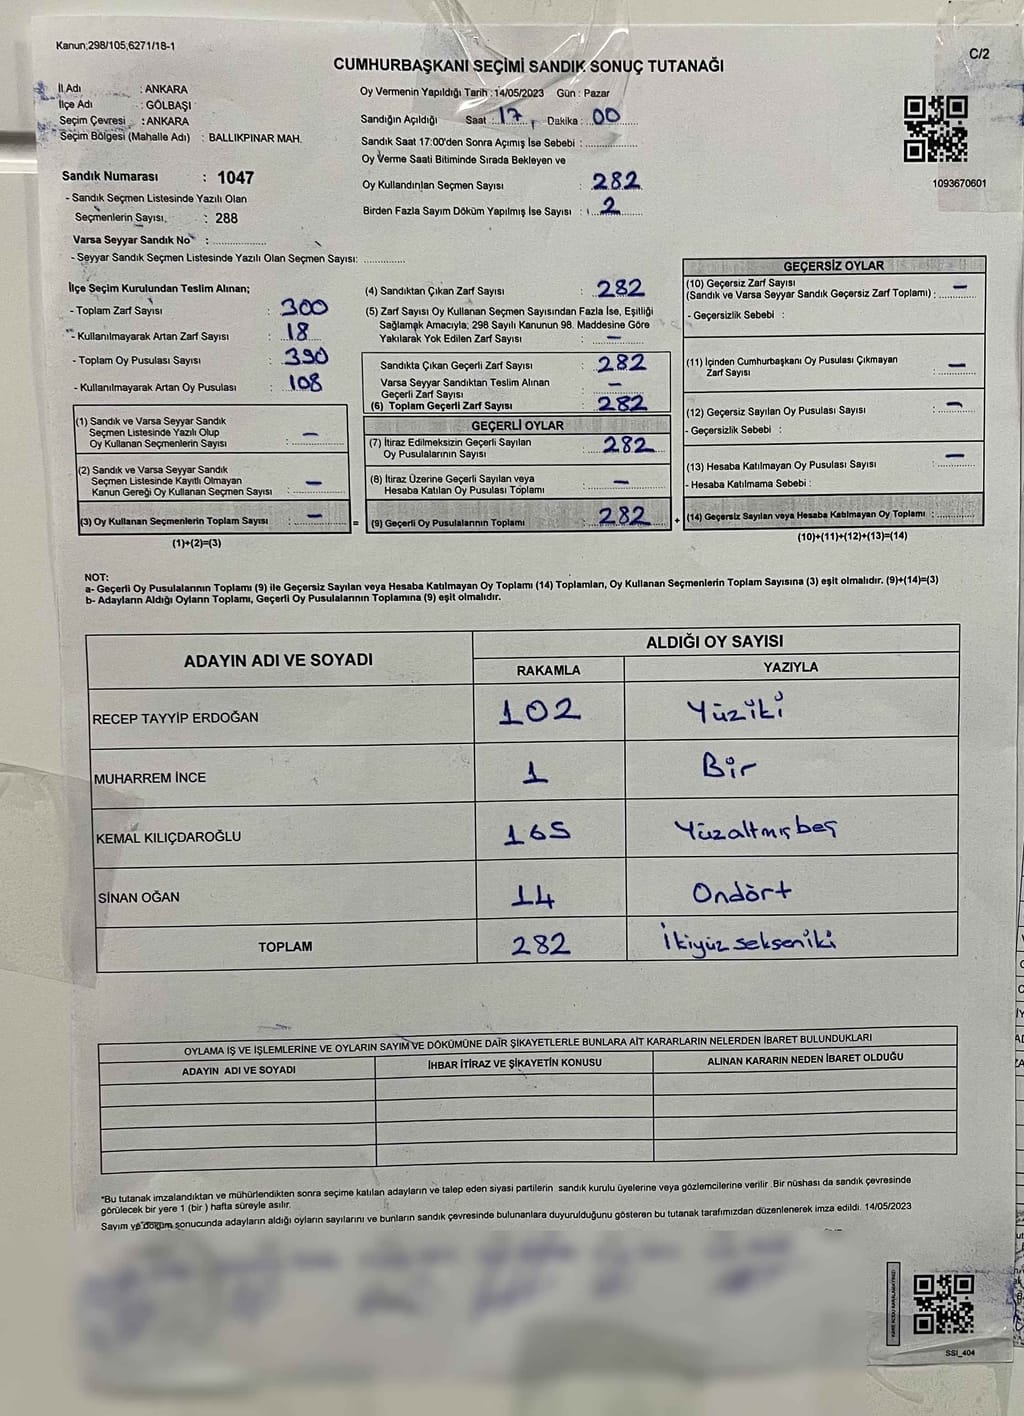 Kanun;298/105,6271/18-1
C/2
CUMHURBAŞKANI SEÇİMİ SANDIK SONUÇ TUTANAĞI
İl Adı : ANKARA
İlçe Adı : GÖLBAŞI
Seçim Çevresi : ANKARA
Seçim Bölgesi (Mahalle Adı) : BALLIKPINAR MAH.
Sandık Numarası : 1047
- Sandık Seçmen Listesinde Yazılı Olan
Seçmenlerin Sayısı : 288
Varsa Seyyar Sandık No :
- Seyyar Sandık Seçmen Listesinde Yazılı Olan Seçmen Sayısı:
Oy Vermenin Yapıldığı Tarih : 14/05/2023 Gün : Pazar
Sandığın Açıldığı Saat : 17, Dakika : 00
Sandık Saat 17:00'den Sonra Açımış İse Sebebi :
Oy Verme Saati Bitiminde Sırada Bekleyen ve
Oy Kullandırılan Seçmen Sayısı : 282
Birden Fazla Sayım Döküm Yapılmış İse Sayısı : 2
1093670601
İlçe Seçim Kurulundan Teslim Alınan;
- Toplam Zarf Sayısı : 300
- Kullanılmayarak Artan Zarf Sayısı : 18
- Toplam Oy Pusulası Sayısı : 390
- Kullanılmayarak Artan Oy Pusulası : 108
(1) Sandık ve Varsa Seyyar Sandık
Seçmen Listesinde Yazılı Olup
Oy Kullanan Seçmenlerin Sayısı : –
(2) Sandık ve Varsa Seyyar Sandık
Seçmen Listesinde Kayıtlı Olmayan
Kanun Gereği Oy Kullanan Seçmen Sayısı : –
(3) Oy Kullanan Seçmenlerin Toplam Sayısı : – =
(1)+(2)=(3)
(4) Sandıktan Çıkan Zarf Sayısı : 282
(5) Zarf Sayısı Oy Kullanan Seçmen Sayısından Fazla İse, Eşitliği
Sağlamak Amacıyla; 298 Sayılı Kanunun 98. Maddesine Göre
Yakılarak Yok Edilen Zarf Sayısı : –
Sandıkta Çıkan Geçerli Zarf Sayısı : 282
Varsa Seyyar Sandıktan Teslim Alınan
Geçerli Zarf Sayısı : –
(6) Toplam Geçerli Zarf Sayısı : 282
GEÇERLİ OYLAR
(7) İtiraz Edilmeksizin Geçerli Sayılan
Oy Pusulalarının Sayısı : 282
(8) İtiraz Üzerine Geçerli Sayılan veya
Hesaba Katılan Oy Pusulası Toplamı : –
(9) Geçerli Oy Pusulalarının Toplamı : 282 +
GEÇERSİZ OYLAR
(10) Geçersiz Zarf Sayısı
(Sandık ve Varsa Seyyar Sandık Geçersiz Zarf Toplamı) : –
- Geçersizlik Sebebi :
(11) İçinden Cumhurbaşkanı Oy Pusulası Çıkmayan
Zarf Sayısı : –
(12) Geçersiz Sayılan Oy Pusulası Sayısı : –
- Geçersizlik Sebebi :
(13) Hesaba Katılmayan Oy Pusulası Sayısı : –
- Hesaba Katılmama Sebebi :
(14) Geçersiz Sayılan veya Hesaba Katılmayan Oy Toplamı :
(10)+(11)+(12)+(13)=(14)
NOT:
a- Geçerli Oy Pusulalarının Toplamı (9) ile Geçersiz Sayılan veya Hesaba Katılmayan Oy Toplamı (14) Toplamları, Oy Kullanan Seçmenlerin Toplam Sayısına (3) eşit olmalıdır. (9)+(14)=(3)
b- Adayların Aldığı Oyların Toplamı, Geçerli Oy Pusulalarının Toplamına (9) eşit olmalıdır.
ADAYIN ADI VE SOYADI ALDIĞI OY SAYISI
RAKAMLA YAZIYLA
RECEP TAYYİP ERDOĞAN 102 Yüziki
MUHARREM İNCE 1 Bir
KEMAL KILIÇDAROĞLU 165 Yüzaltmışbeş
SİNAN OĞAN 14 Ondört
TOPLAM 282 İkiyüz sekseniki
OYLAMA İŞ VE İŞLEMLERİNE VE OYLARIN SAYIM VE DÖKÜMÜNE DAİR ŞİKAYETLERLE BUNLARA AİT KARARLARIN NELERDEN İBARET BULUNDUKLARI
ADAYIN ADI VE SOYADI İHBAR İTİRAZ VE ŞİKAYETİN KONUSU ALINAN KARARIN NEDEN İBARET OLDUĞU
*Bu tutanak imzalandıktan ve mühürlendikten sonra seçime katılan adayların ve talep eden siyasi partilerin sandık kurulu üyelerine veya gözlemcilerine verilir .Bir nüshası da sandık çevresinde
görülecek bir yere 1 (bir ) hafta süreyle asılır.
Sayım ve döküm sonucunda adayların aldığı oyların sayılarını ve bunların sandık çevresinde bulunanlara duyurulduğunu gösteren bu tutanak tarafımızdan düzenlenerek imza edildi. 14/05/2023
SSI_404